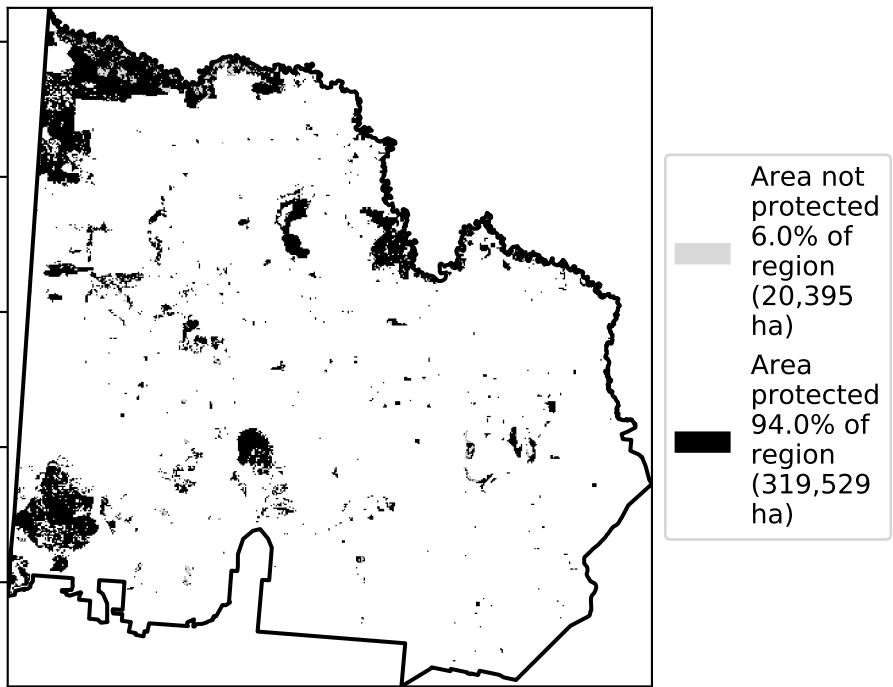 Area not
protected
6.0% of
region
(20,395
ha)
Area
protected
94.0% of
region
(319,529
ha)